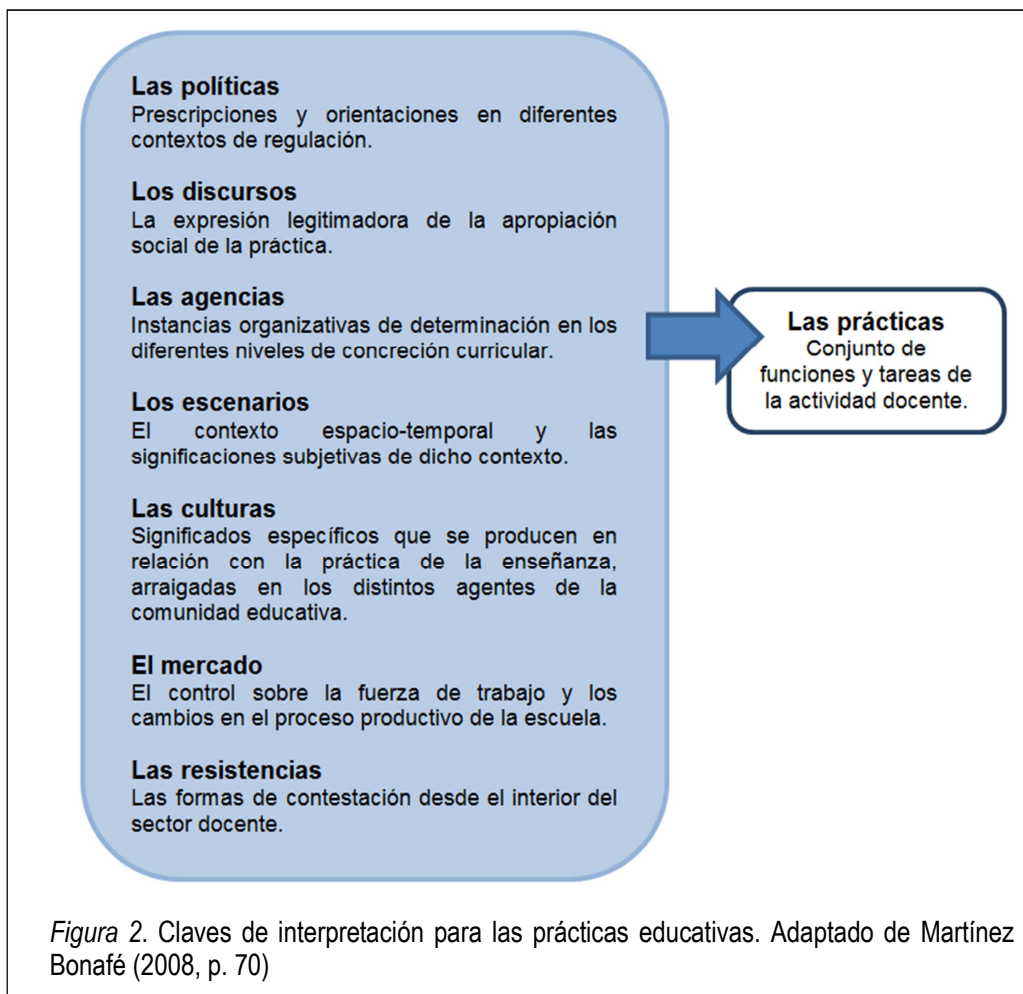 Las políticas
Prescripciones y orientaciones en diferentes
contextos de regulación.
Los discursos
La expresión legitimadora de la apropiación
social de la práctica.
Las agencias
Instancias organizativas de determinación en los
diferentes niveles de concreción curricular.
Los escenarios
El contexto espacio-temporal y las
significaciones subjetivas de dicho contexto.
Las culturas
Significados específicos que se producen en
relación con la práctica de la enseñanza,
arraigadas en los distintos agentes de la
comunidad educativa.
El mercado
El control sobre la fuerza de trabajo y los
cambios en el proceso productivo de la escuela.
Las resistencias
Las formas de contestación desde el interior del
sector docente.
Las prácticas
Conjunto de
funciones y tareas de
la actividad docente.
Figura 2. Claves de interpretación para las prácticas educativas. Adaptado de Martínez
Bonafé (2008, p. 70)